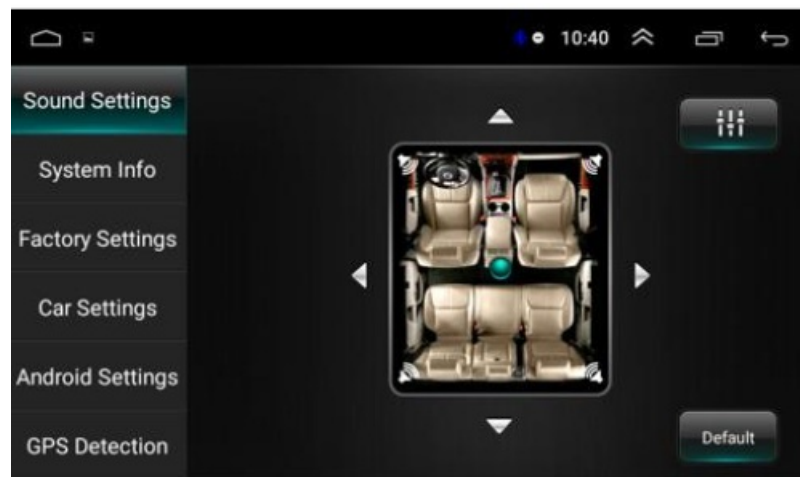 10:40
Sound Settings
System Info
Factory Settings
Car Settings
Android Settings
GPS Detection
Default